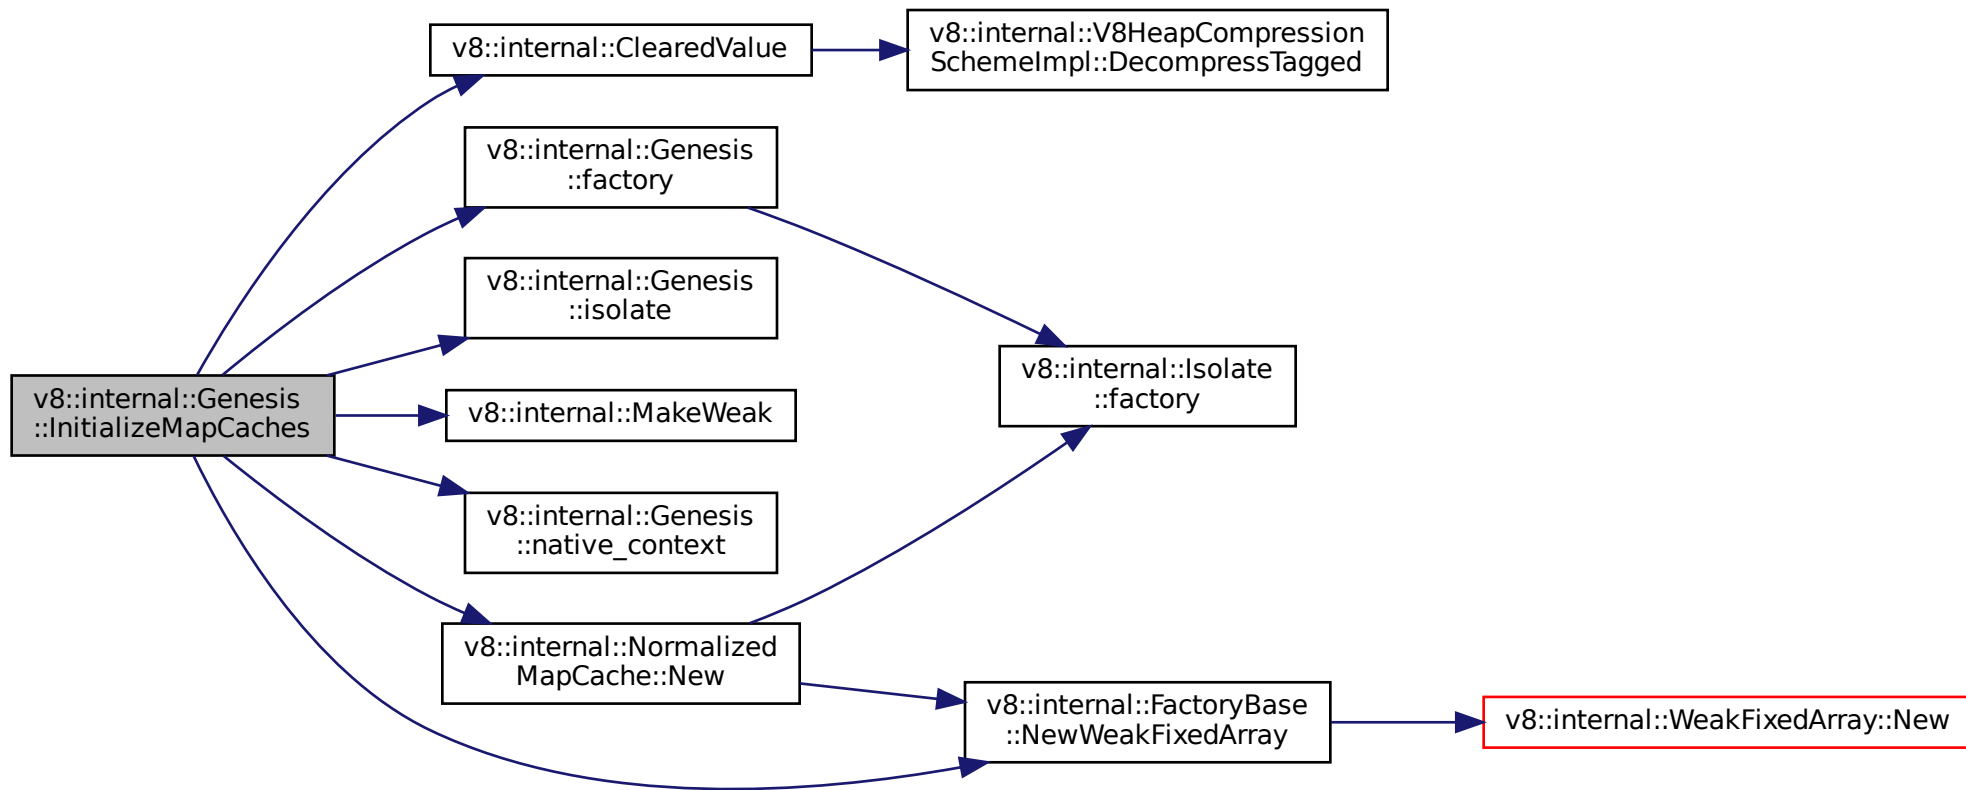 v8::internal::ClearedValue
v8::internal::V8HeapCompression
SchemeImpl::DecompressTagged
v8::internal::Genesis
::factory
v8::internal::Genesis
::isolate
v8::internal::Isolate
::factory
v8::internal::Genesis
::InitializeMapCaches
v8::internal::MakeWeak
v8::internal::Genesis
::native_context
v8::internal::Normalized
MapCache::New
v8::internal::FactoryBase
::NewWeakFixedArray
v8::internal::WeakFixedArray::New